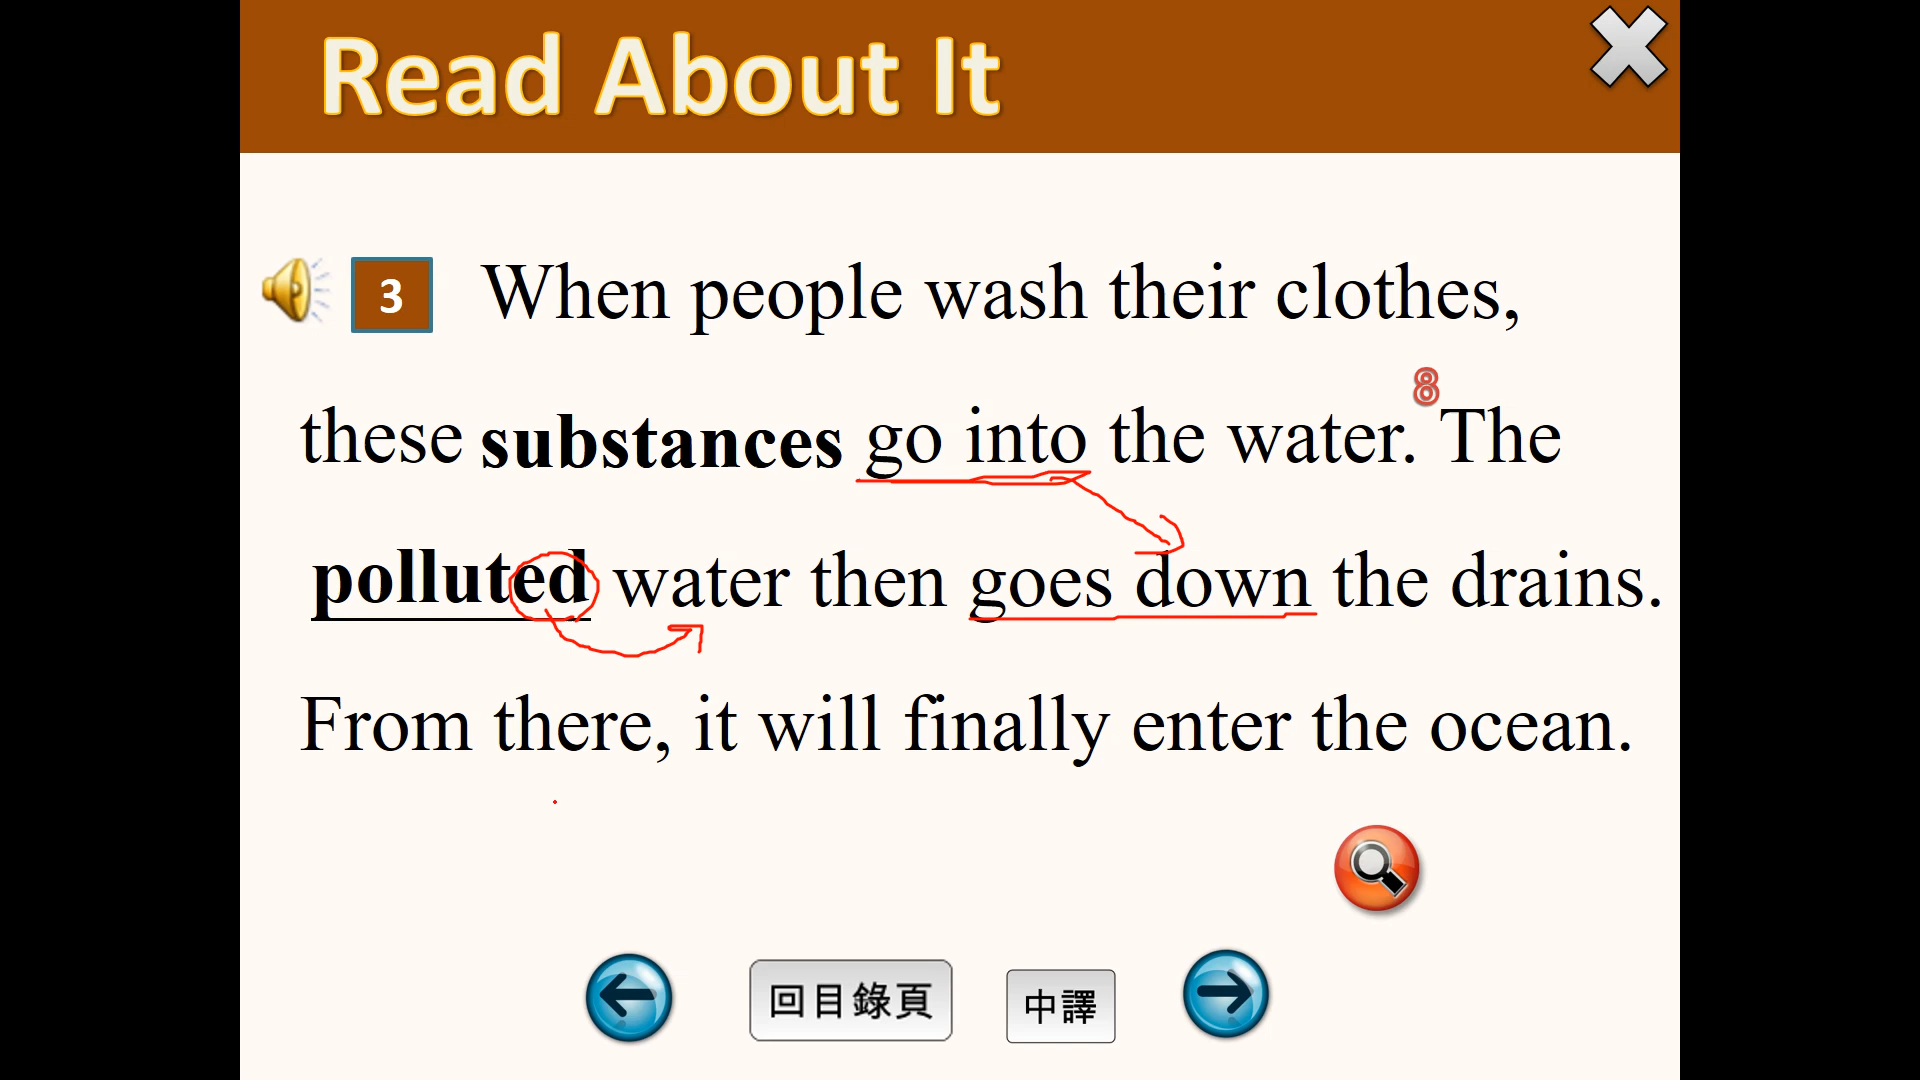 Read About It
3 When people wash their clothes,
8
these substances go into the water. The
polluted water then goes down the drains.
From there, it will finally enter the ocean.
回目錄頁 中譯